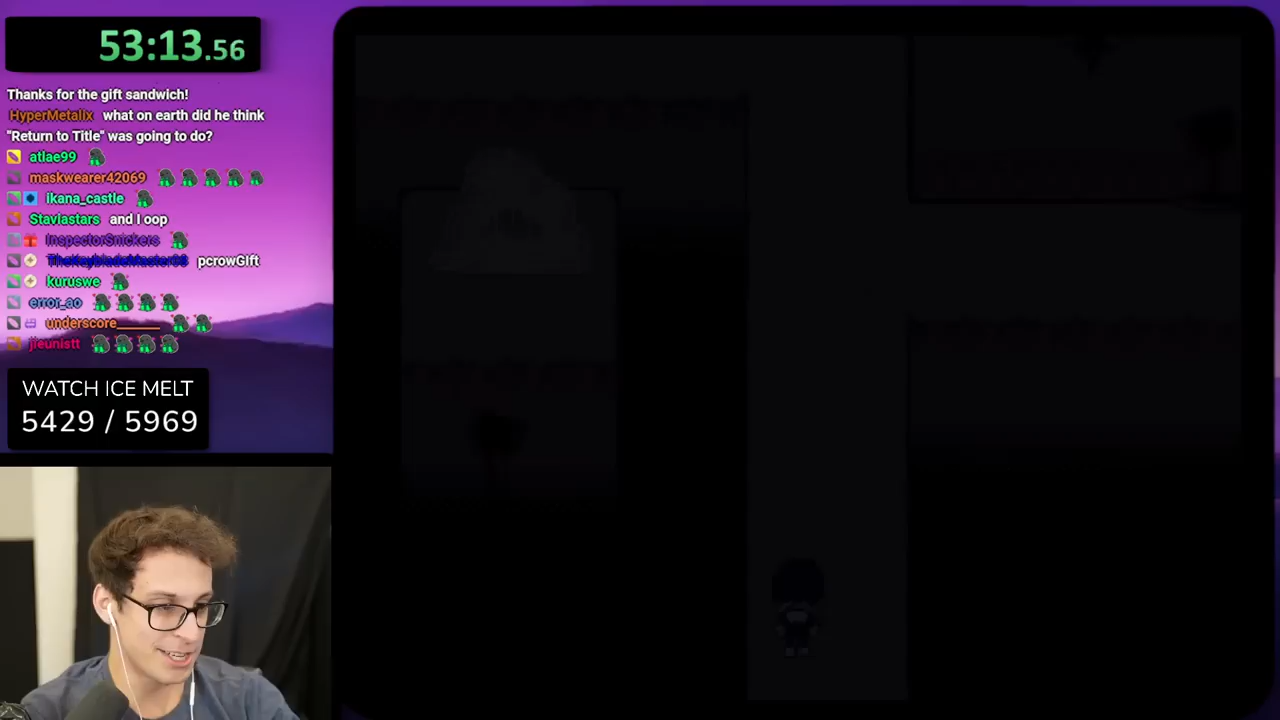 53:13.56
Thanks for the gift sandwich!
HyperMetalix what on earth did he think
"Return to Title" was going to do?
atlae99
maskwearer42069
ikana_castle
Stavlastars and I oop
InspectorSnickers
pcrowGIft
kuruswe
error_ao
underscore______
jieunistt
WATCH ICE MELT
5429 / 5969